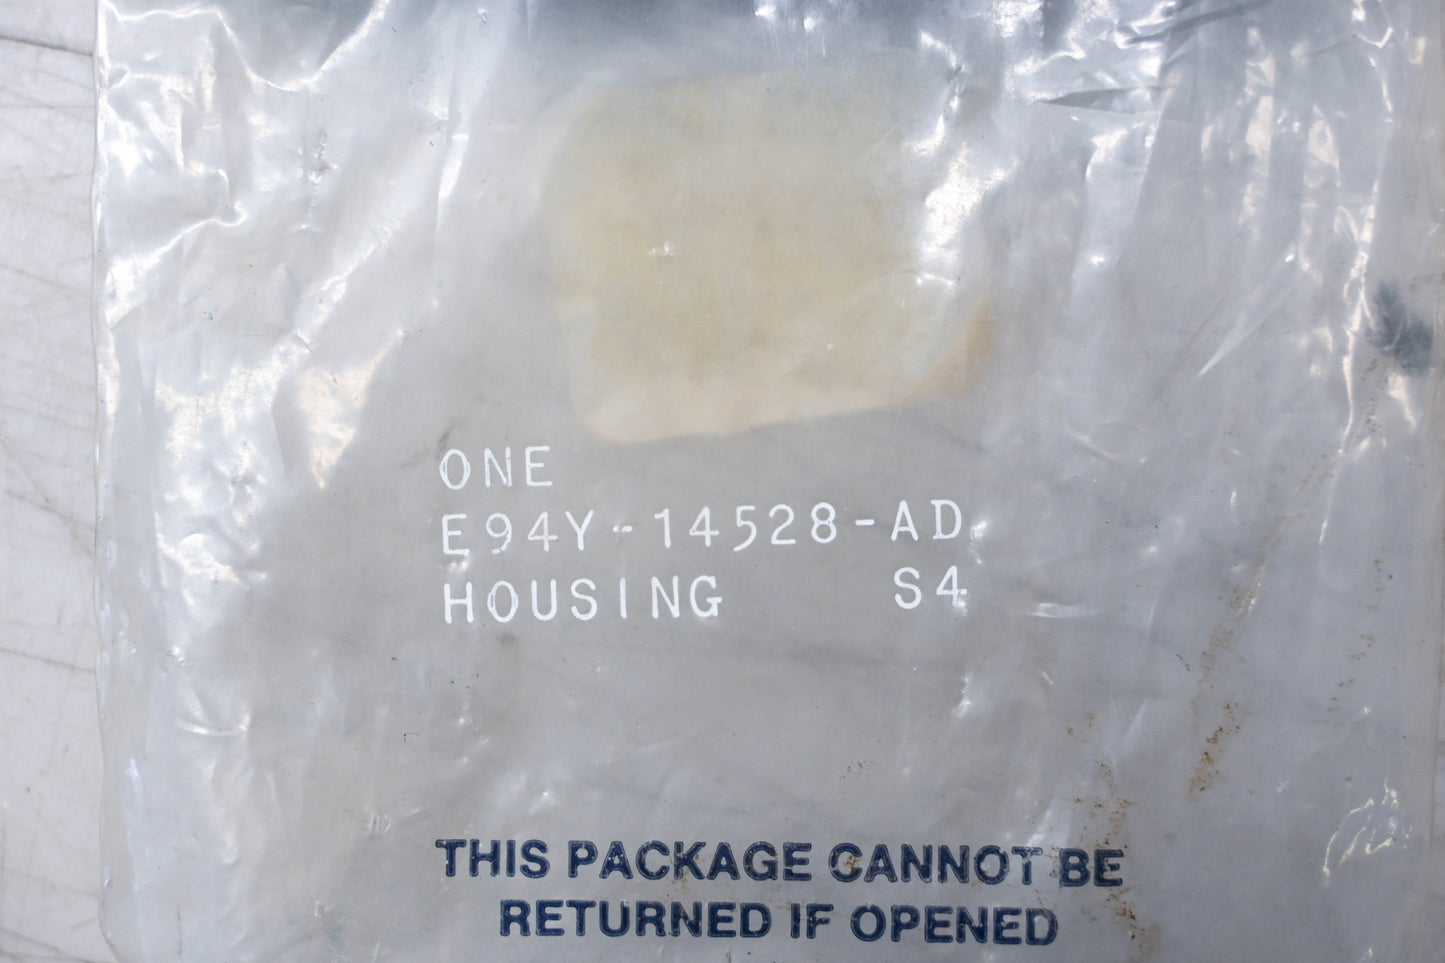 ONE
E94Y-14528-AD
HOUSING S4
THIS PACKAGE CANNOT BE
RETURNED IF OPENED